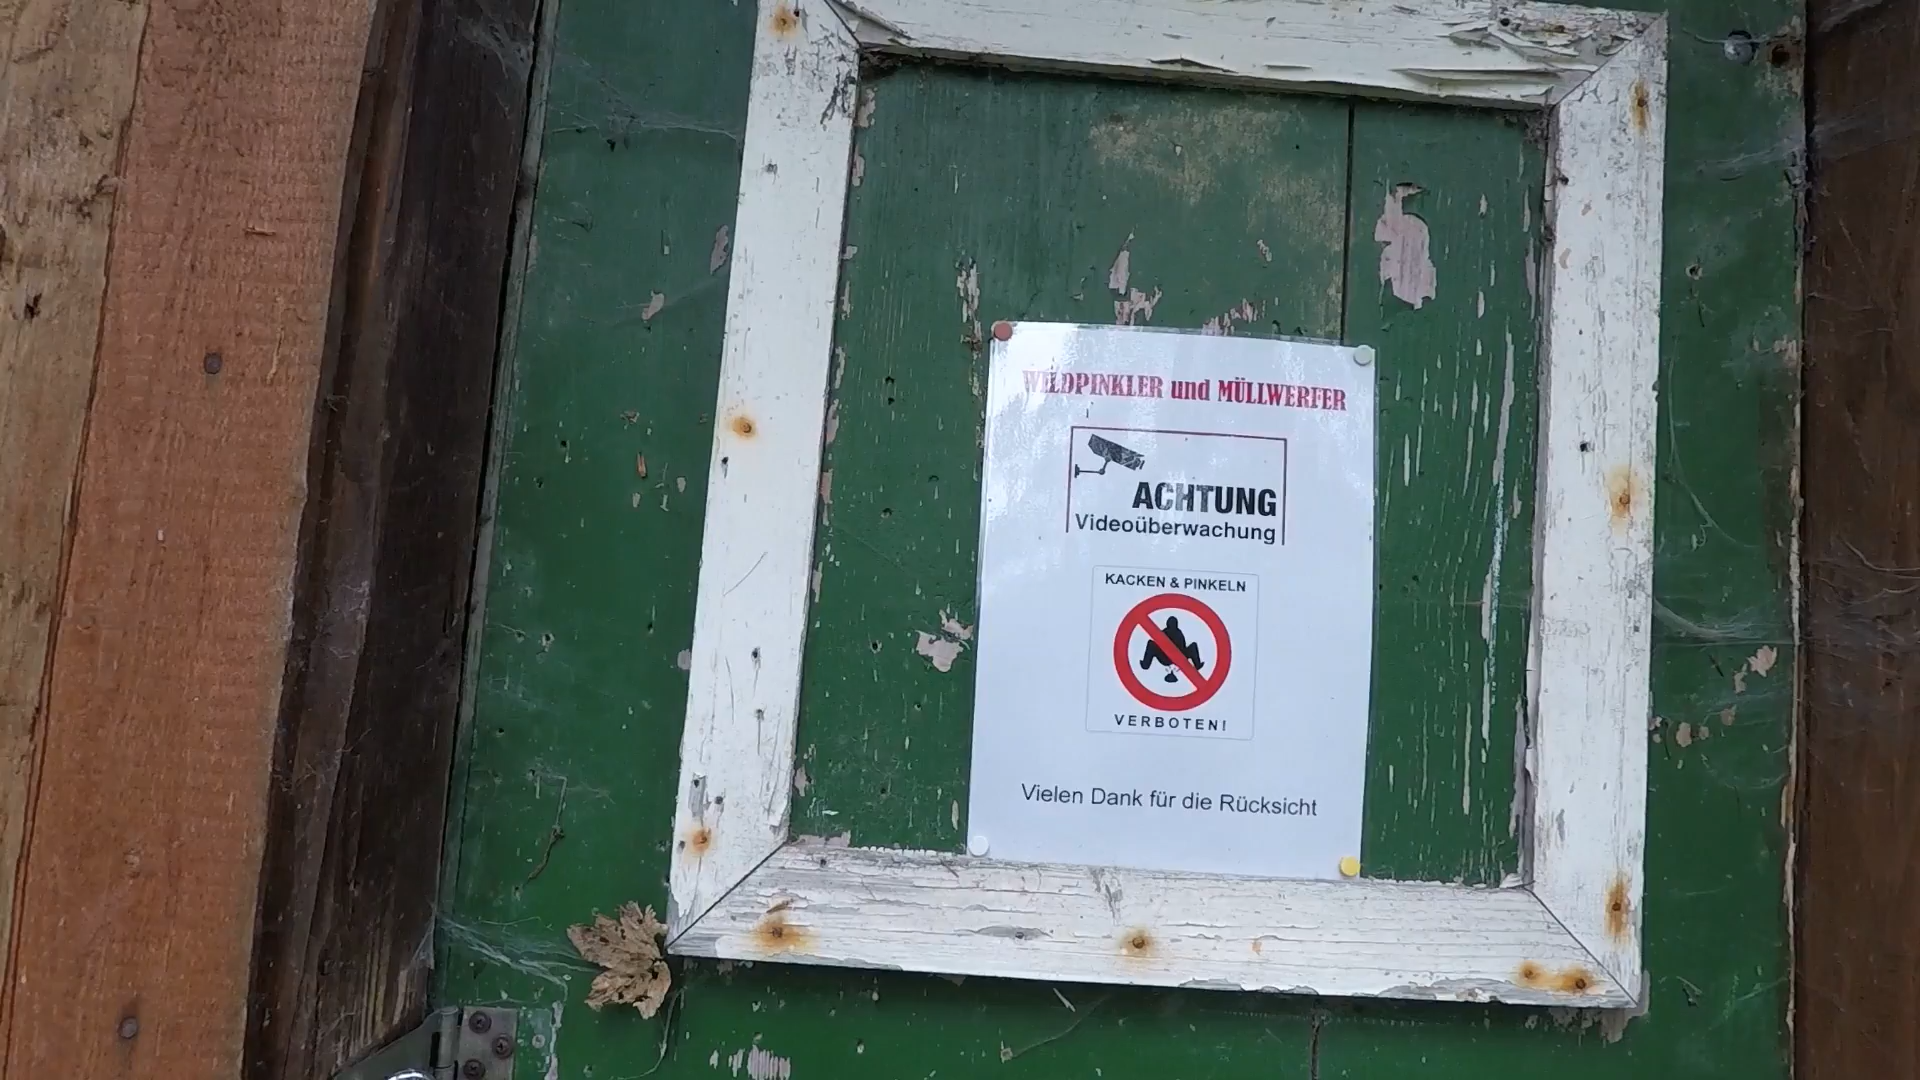 WILDPINKLER und MÜLLWERFER
ACHTUNG
Videoüberwachung
KACKEN & PINKELN
VERBOTEN!
Vielen Dank für die Rücksicht